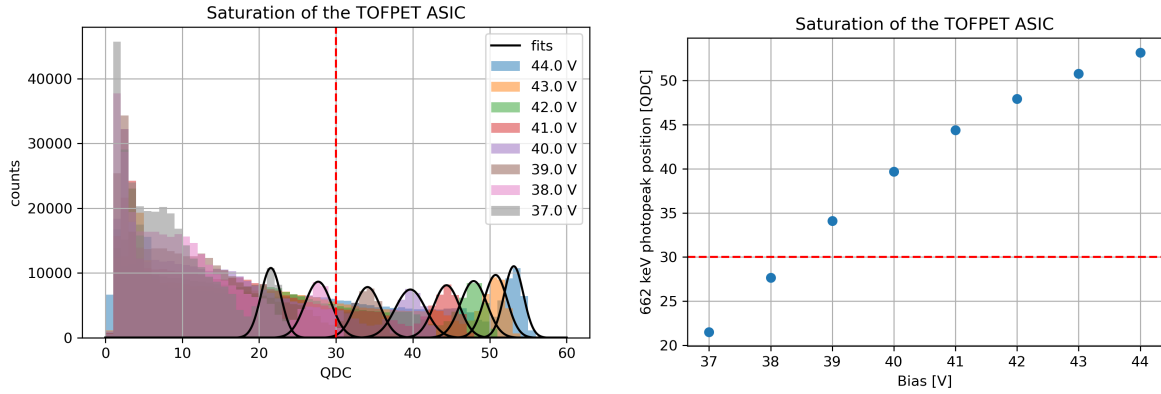 Saturation of the TOFPET ASIC
counts
40000
30000
20000
10000
0
0 10 20 30 40 50 60
QDC
fits
44.0 V
43.0 V
42.0 V
41.0 V
40.0 V
39.0 V
38.0 V
37.0 V
Saturation of the TOFPET ASIC
662 keV photopeak position [QDC]
50
45
40
35
30
25
20
37 38 39 40 41 42 43 44
Bias [V]